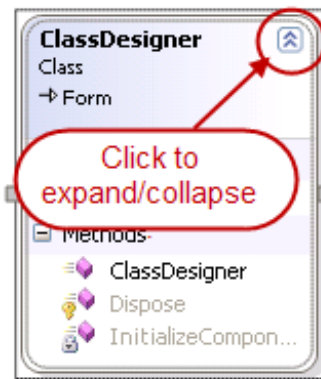 ClassDesigner
Class
Form
Click to
expand/collapse
Methods
ClassDesigner
Dispose
InitializeCompon...